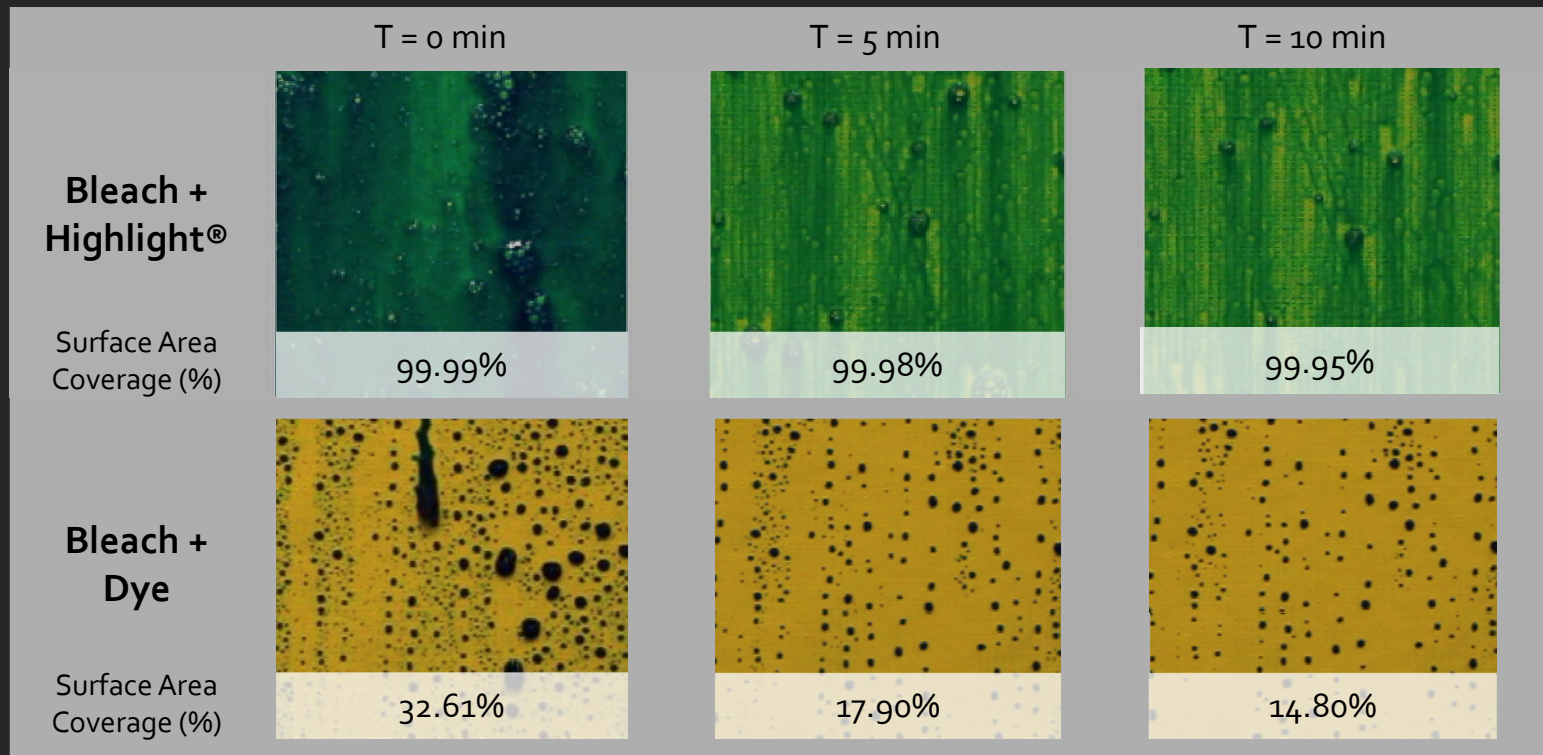 T = 0 min
T = 5 min
T = 10 min
Bleach +
Highlight®
Surface Area
Coverage (%)
99.99%
99.98%
99.95%
Bleach +
Dye
Surface Area
Coverage (%)
32.61%
17.90%
14.80%